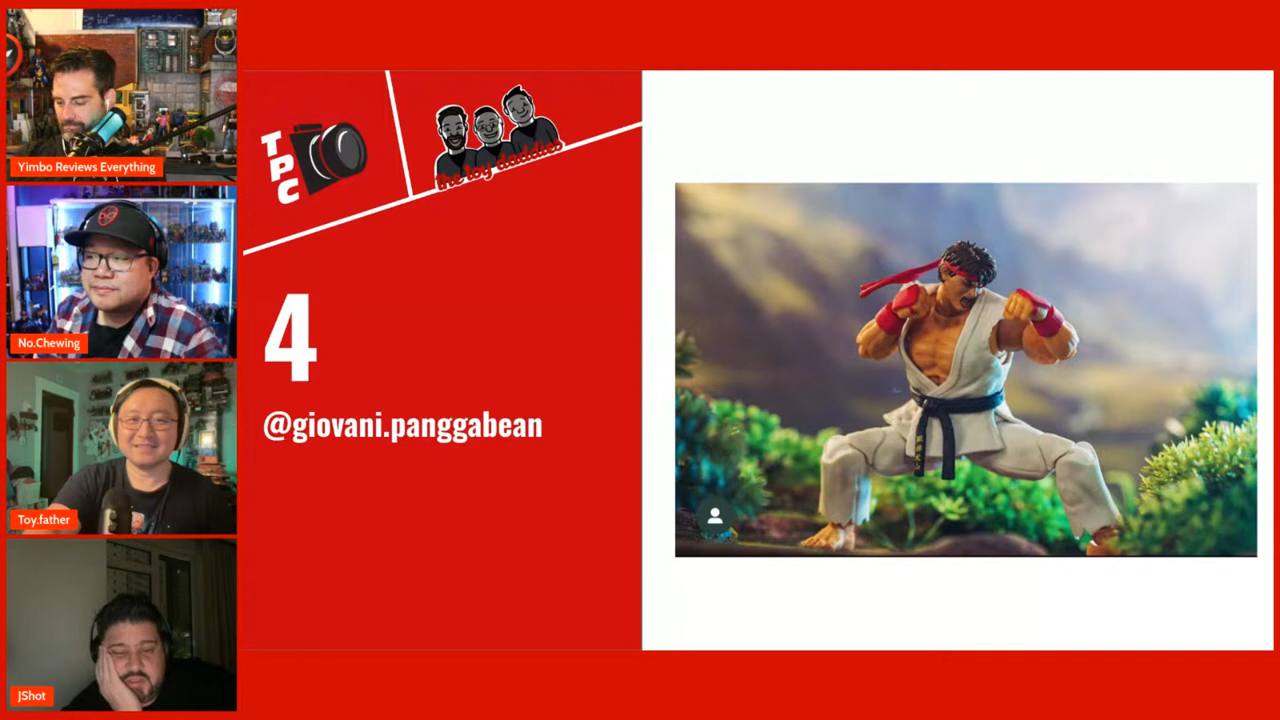 Yimbo Reviews Everything
No.Chewing
Toy.father
JShot
TPC
the toy daddies
4
@giovani.panggabean